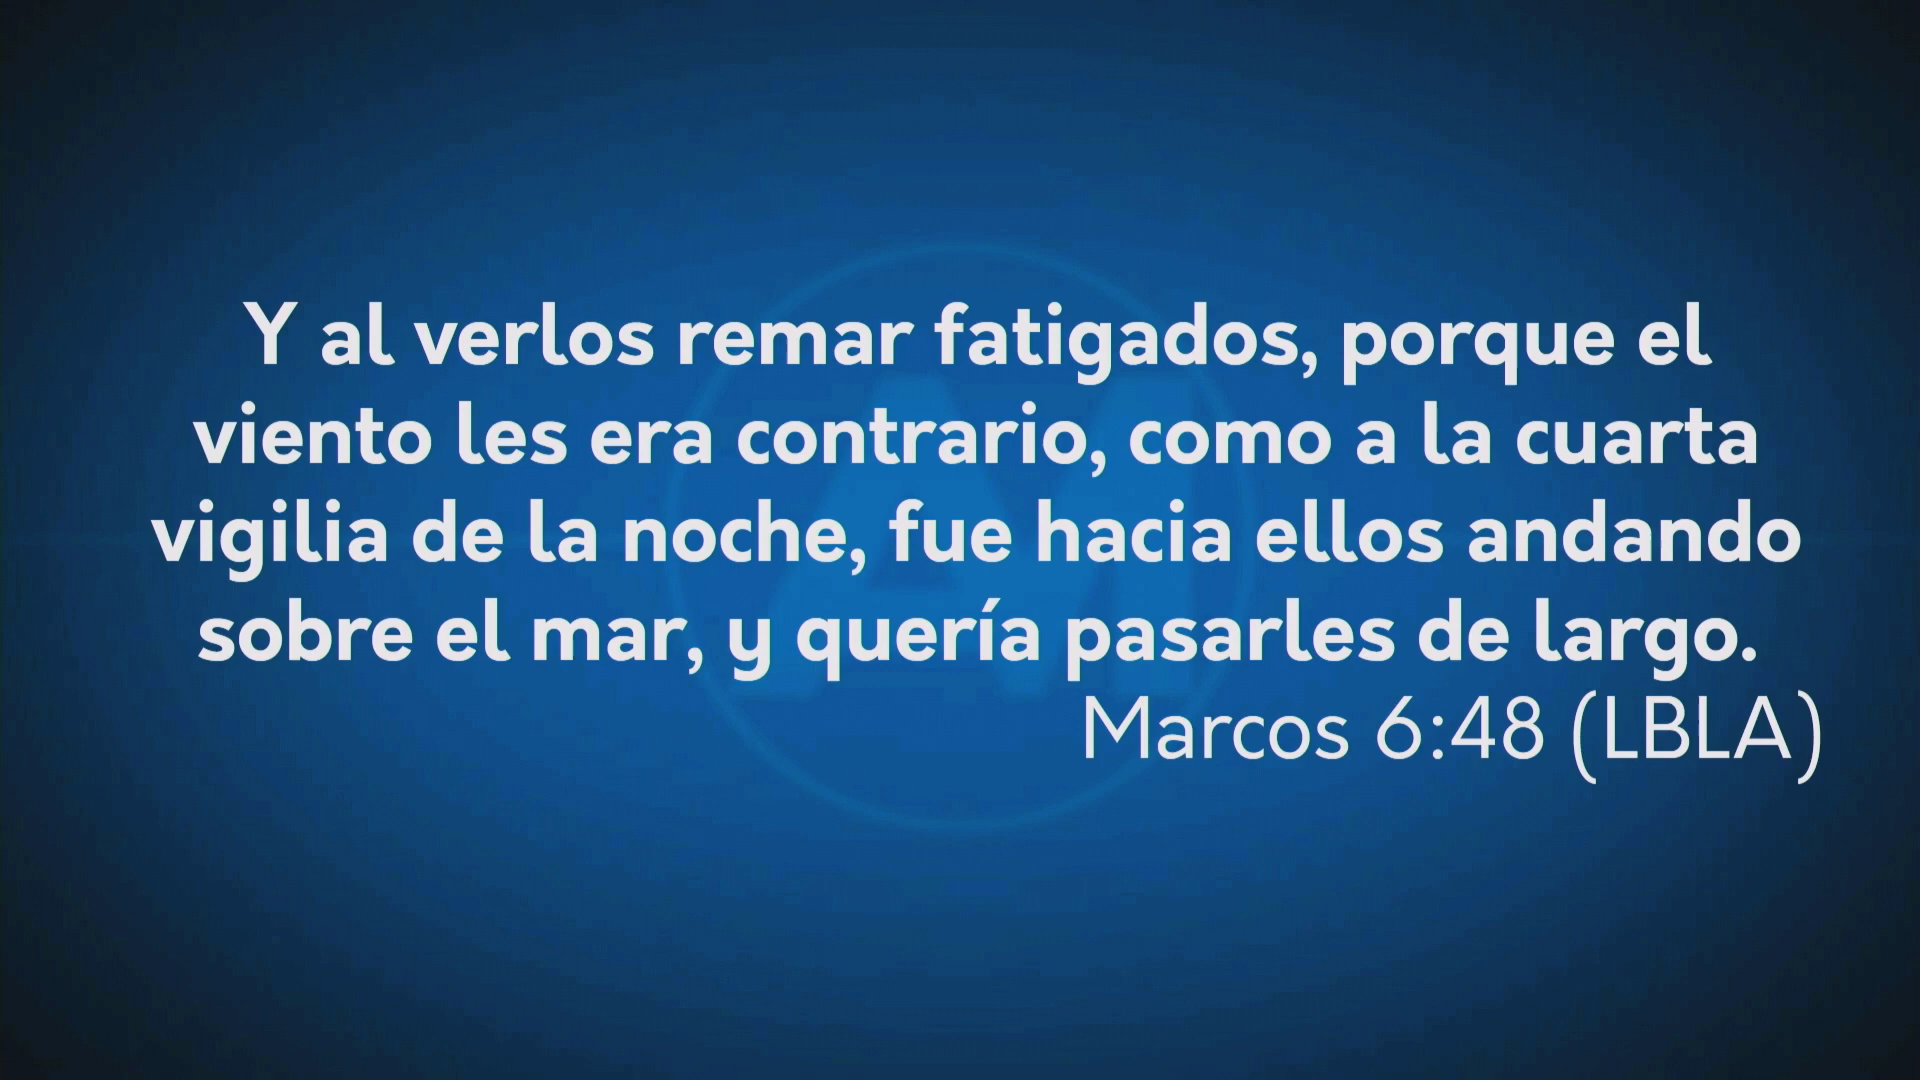 Y al verlos remar fatigados, porque el
viento les era contrario, como a la cuarta
vigilia de la noche, fue hacia ellos andando
sobre el mar, y quería pasarles de largo.
Marcos 6:48 (LBLA)
AM